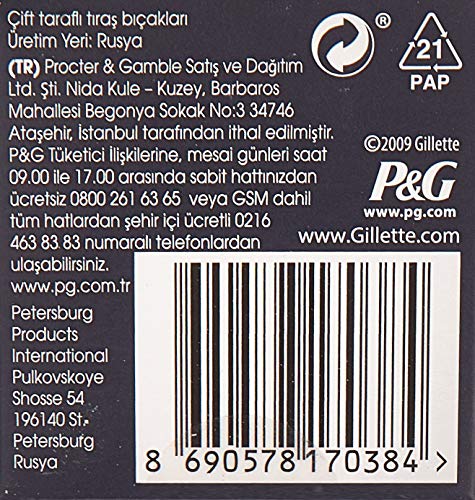 Çift taraflı tıraş bıçakları
Üretim Yeri: Rusya
(TR) Procter & Gamble Satış ve Dağıtım
Ltd. Şti. Nida Kule – Kuzey, Barbaros
Mahallesi Begonya Sokak No:3 34746
Ataşehir, İstanbul tarafından ithal edilmiştir.
P&G Tüketici İlişkilerine, mesai günleri saat
09.00 ile 17.00 arasında sabit hattınızdan
ücretsiz 0800 261 63 65 veya GSM dahil
tüm hatlardan şehir içi ücretli 0216
463 83 83 numaralı telefonlardan
ulaşabilirsiniz.
www.pg.com.tr
Petersburg
Products
International
Pulkovskoye
Shosse 54
196140 St.
Petersburg
Rusya
®
21
PAP
©2009 Gillette
P&G
www.pg.com
www.Gillette.com
8 690578 170384 >